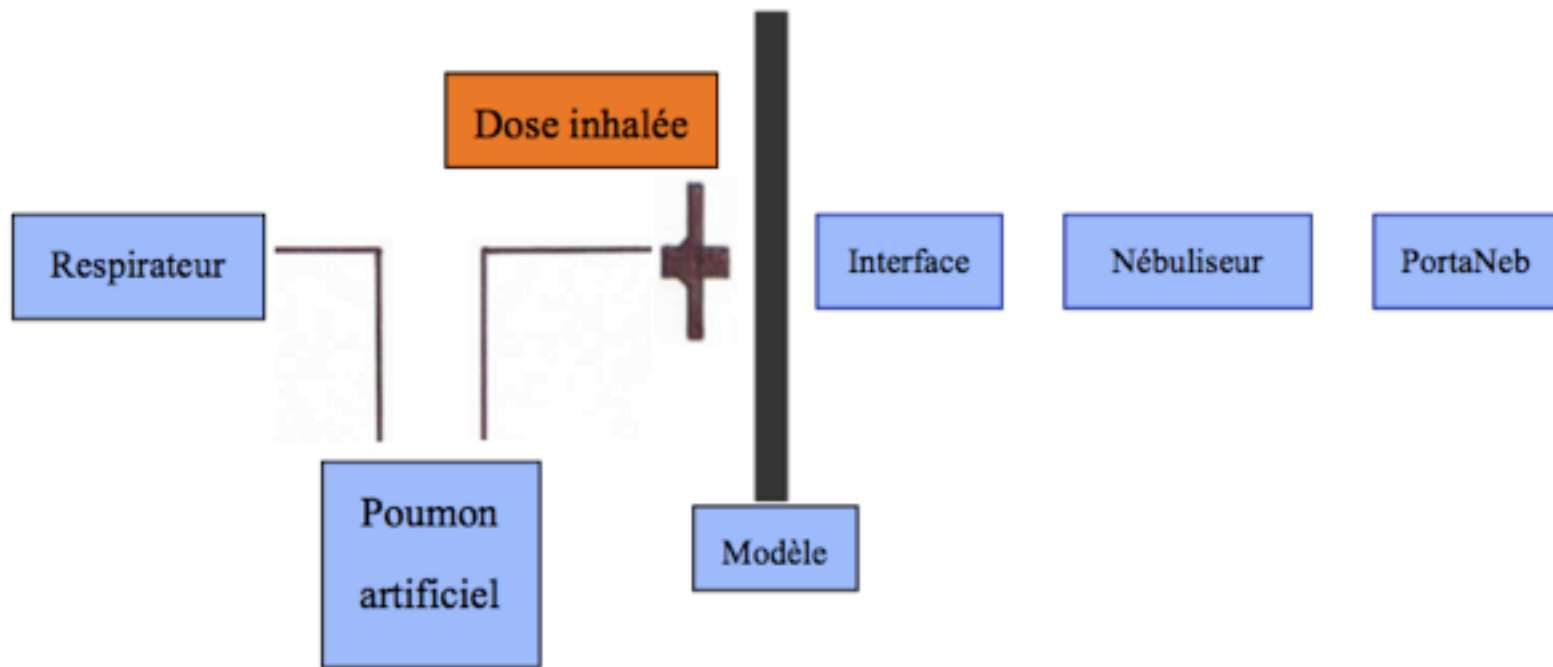 Dose inhalée
Respirateur
Interface
Nébuliseur
PortaNeb
Poumon
artificiel
Modèle